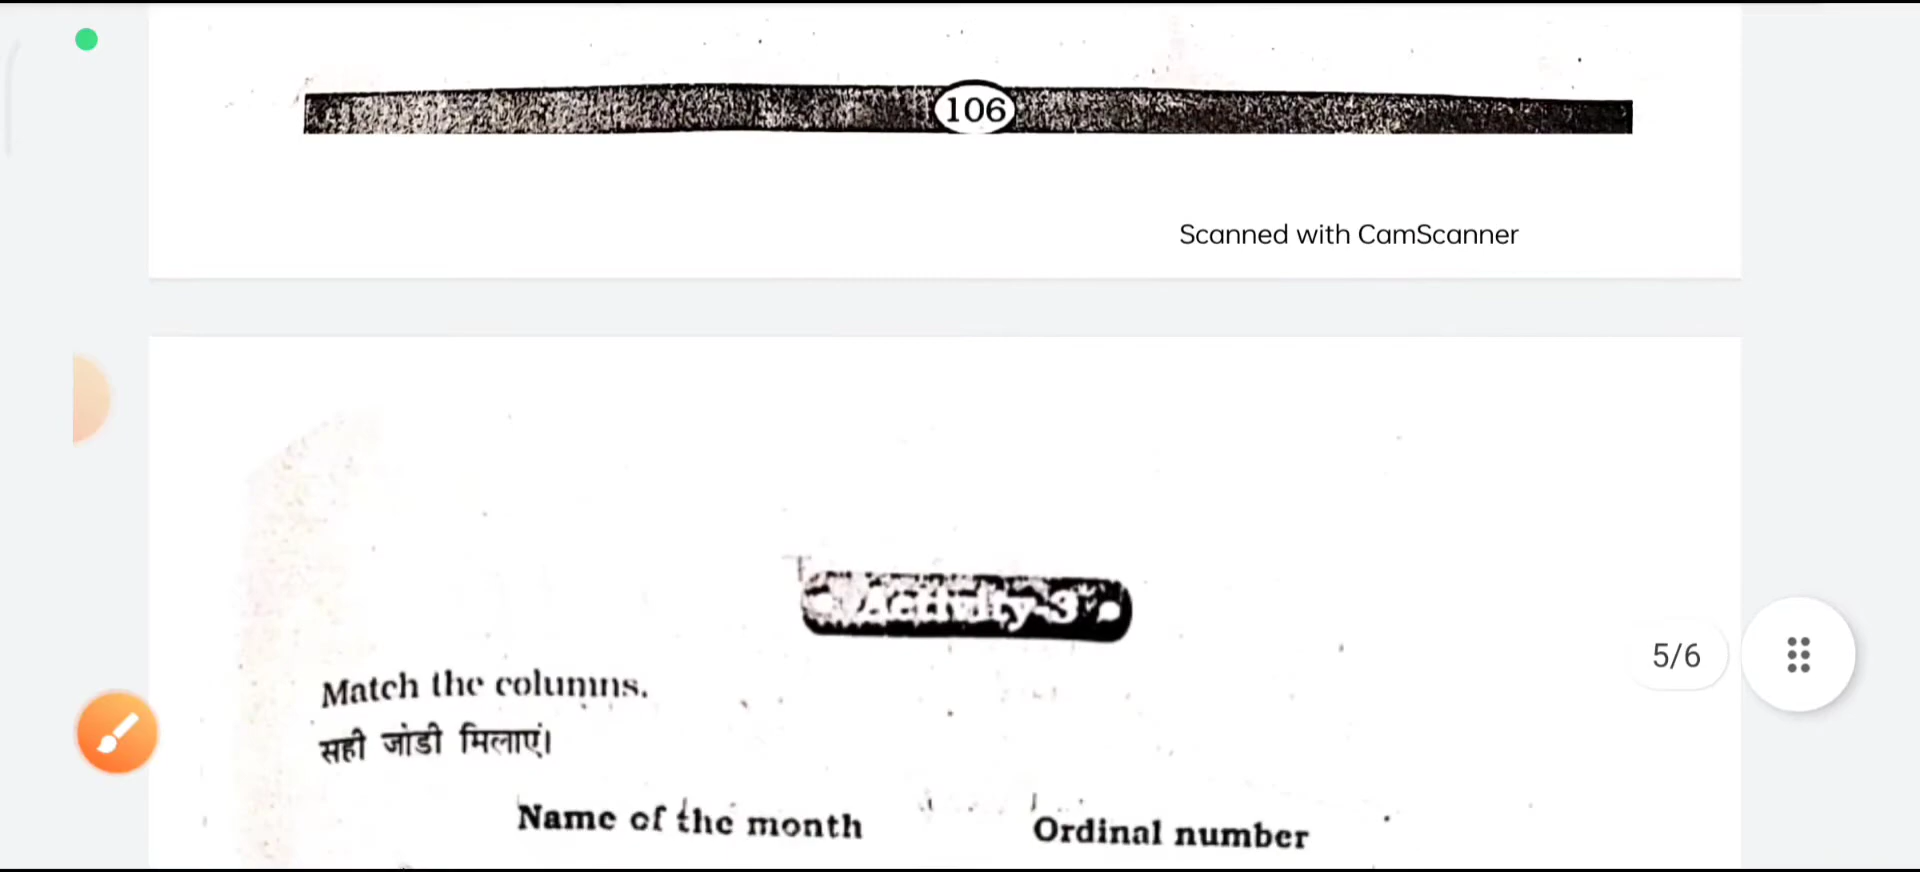 106
Scanned with CamScanner
Activity-3
5/6
Match the columns.
सही जोडी मिलाएं।
Name of the month
Ordinal number